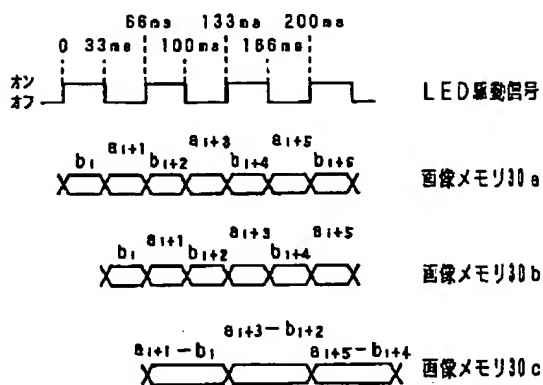 66ms 133ms 200ms
0 33ms 100ms 166ms
オン
オフ
LED駆動信号
ai+1 ai+3 ai+5
bi bi+2 bi+4 bi+6
画像メモリ30a
ai+1 ai+3 ai+5
bi bi+2 bi+4
画像メモリ30b
ai+3−bi+2
ai+1−bi ai+5−bi+4
画像メモリ30c